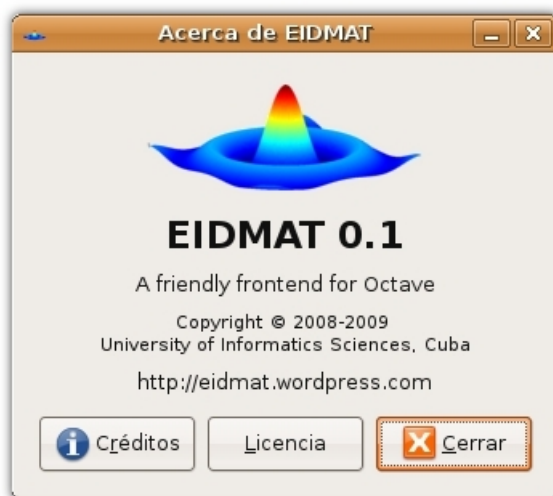 Acerca de EIDMAT
EIDMAT 0.1
A friendly frontend for Octave
Copyright © 2008-2009
University of Informatics Sciences, Cuba
http://eidmat.wordpress.com
Créditos
Licencia
Cerrar